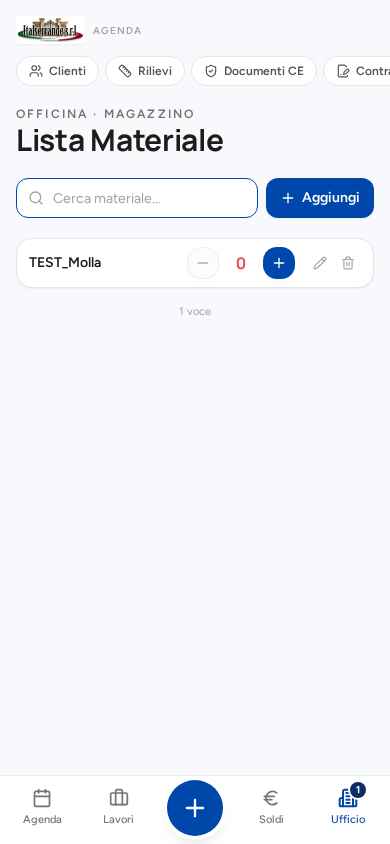 Italserrande s.r.l.
AGENDA
Clienti
Rilievi
Documenti CE
Contra
OFFICINA · MAGAZZINO
Lista Materiale
Cerca materiale...
Aggiungi
TEST_Molla
0
1 voce
1
Agenda
Lavori
Soldi
Ufficio